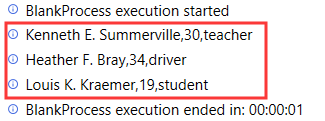 BlankProcess execution started
Kenneth E. Summerville,30,teacher
Heather F. Bray,34,driver
Louis K. Kraemer,19,student
BlankProcess execution ended in: 00:00:01